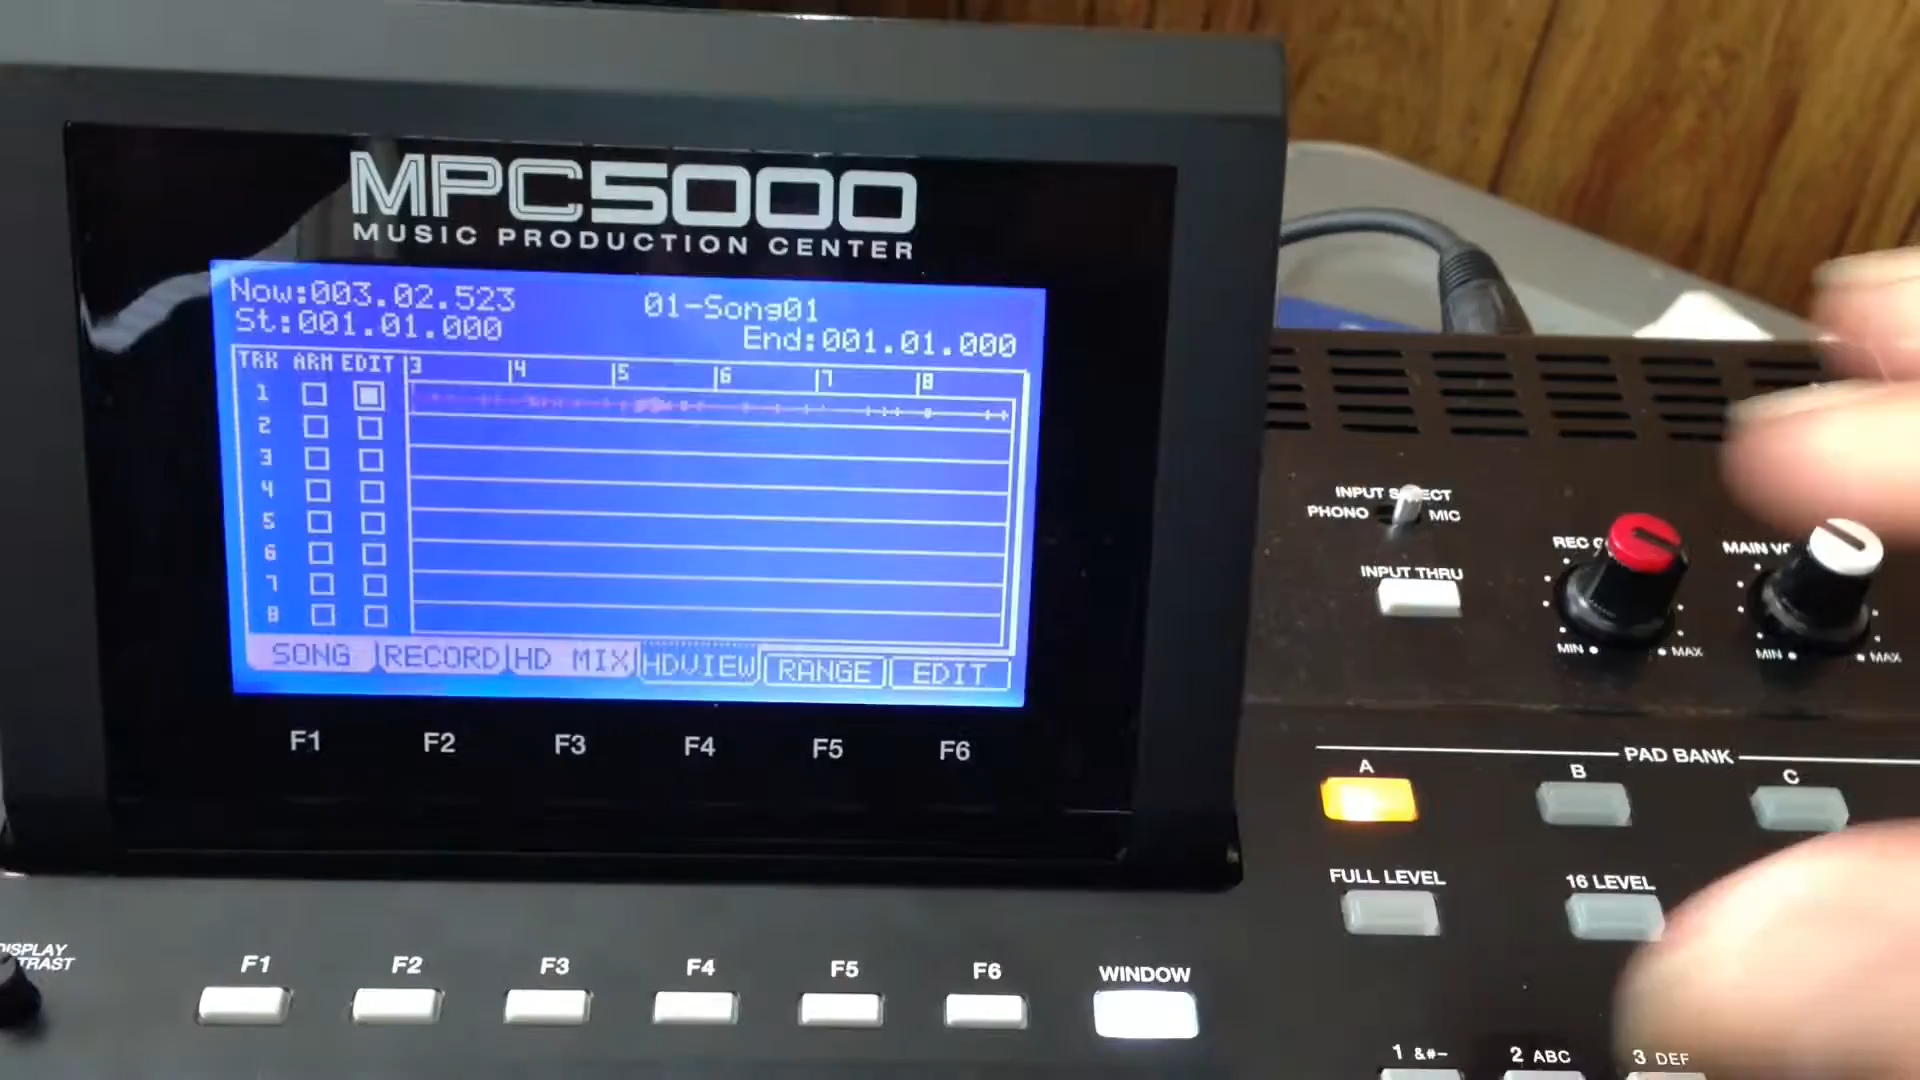 MPC5000
MUSIC PRODUCTION CENTER
Now:003.02.523 01-Song01
St:001.01.000 End:001.01.000
TRK ARM EDIT 3 4 5 6 7 8
1
2
3
4
5
6
7
8
SONG RECORD HD MIX HDVIEW RANGE EDIT
F1 F2 F3 F4 F5 F6
INPUT SELECT
PHONO MIC
INPUT THRU
REC
MAIN
MIN MAX MIN MAX
PAD BANK
A B C
FULL LEVEL 16 LEVEL
DISPLAY
F1 F2 F3 F4 F5 F6 WINDOW
1 &#- 2 ABC 3 DEF